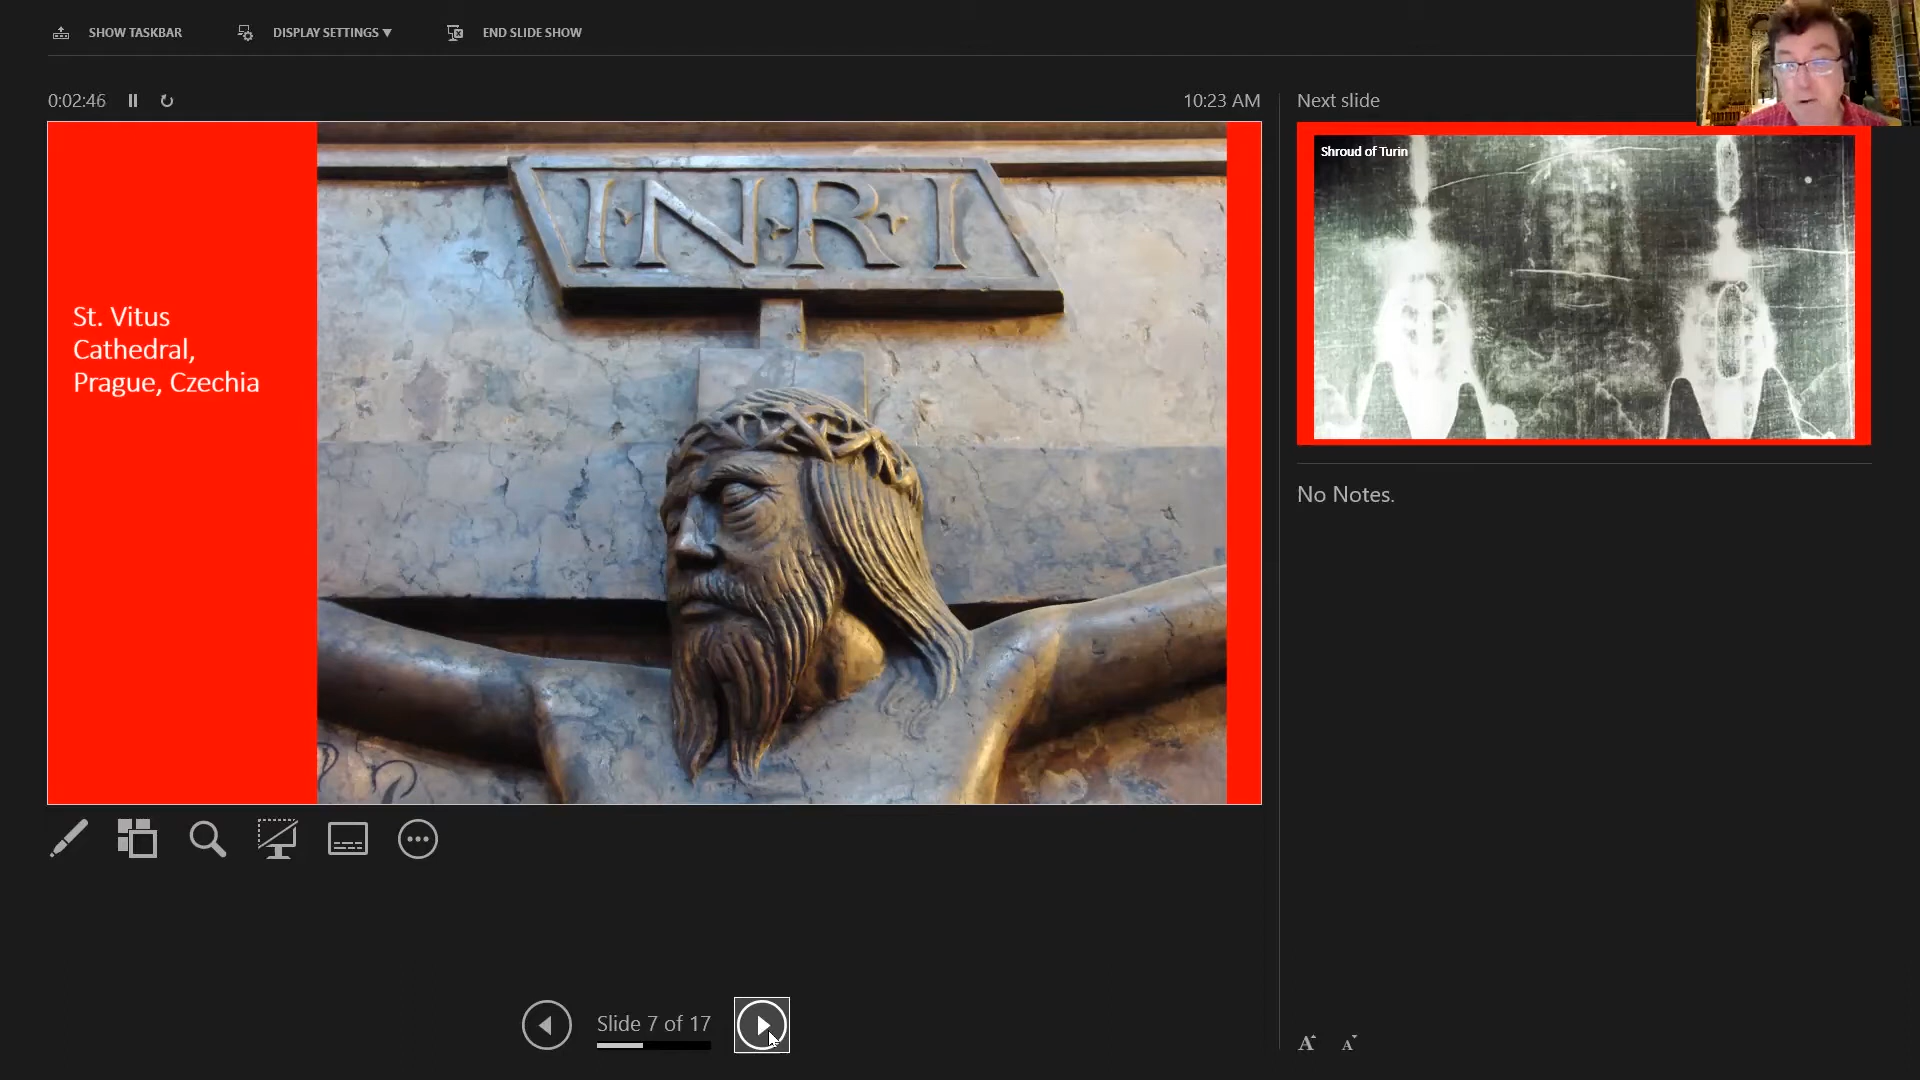 SHOW TASKBAR
DISPLAY SETTINGS ▼
END SLIDE SHOW
0:02:46
10:23 AM
Next slide
I·N·R·I
St. Vitus
Cathedral,
Prague, Czechia
Shroud of Turin
No Notes.
Slide 7 of 17
A
A